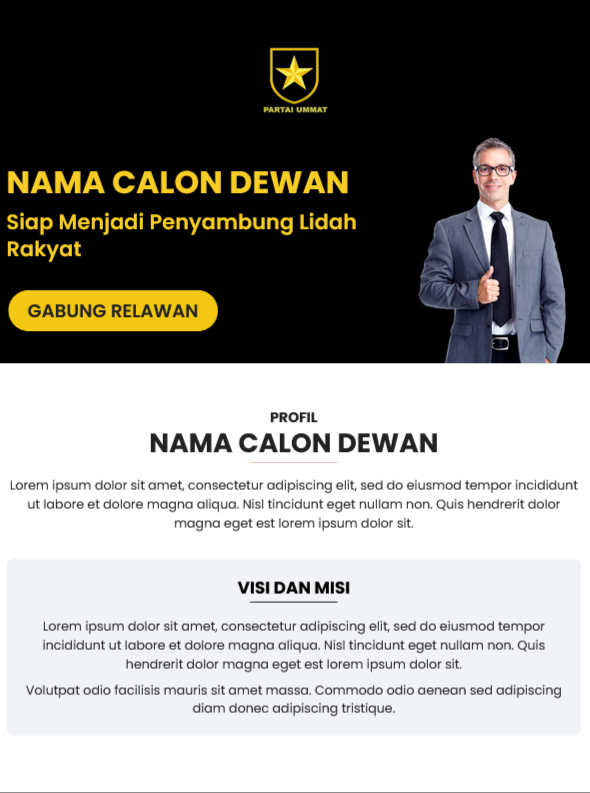 PARTAI UMMAT
NAMA CALON DEWAN
Siap Menjadi Penyambung Lidah
Rakyat
GABUNG RELAWAN
PROFIL
NAMA CALON DEWAN
Lorem ipsum dolor sit amet, consectetur adipiscing elit, sed do eiusmod tempor incididunt
ut labore et dolore magna aliqua. Nisl tincidunt eget nullam non. Quis hendrerit dolor
magna eget est lorem ipsum dolor sit.
VISI DAN MISI
Lorem ipsum dolor sit amet, consectetur adipiscing elit, sed do eiusmod tempor
incididunt ut labore et dolore magna aliqua. Nisl tincidunt eget nullam non. Quis
hendrerit dolor magna eget est lorem ipsum dolor sit.
Volutpat odio facilisis mauris sit amet massa. Commodo odio aenean sed adipiscing
diam donec adipiscing tristique.